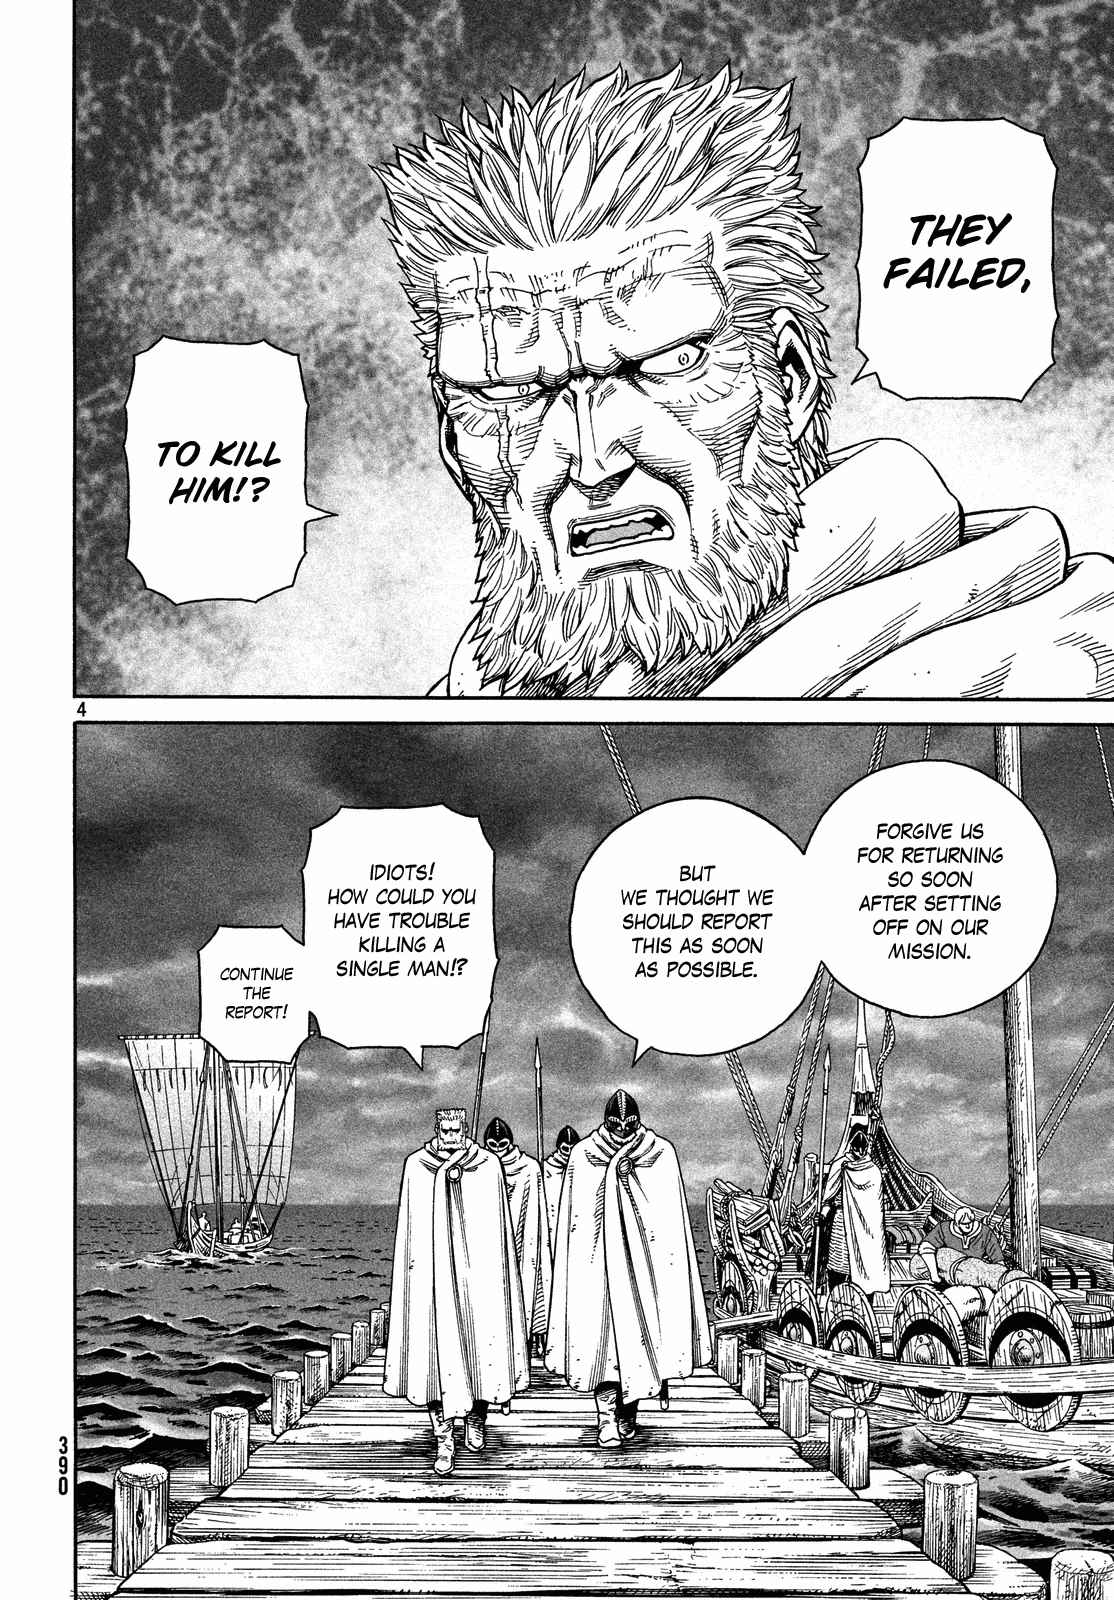 THEY
FAILED,
TO KILL
HIM!?
4
FORGIVE US
FOR RETURNING
SO SOON
AFTER SETTING
OFF ON OUR
MISSION.
BUT
WE THOUGHT WE
SHOULD REPORT
THIS AS SOON
AS POSSIBLE.
IDIOTS!
HOW COULD YOU
HAVE TROUBLE
KILLING A
SINGLE MAN!?
CONTINUE
THE
REPORT!
390